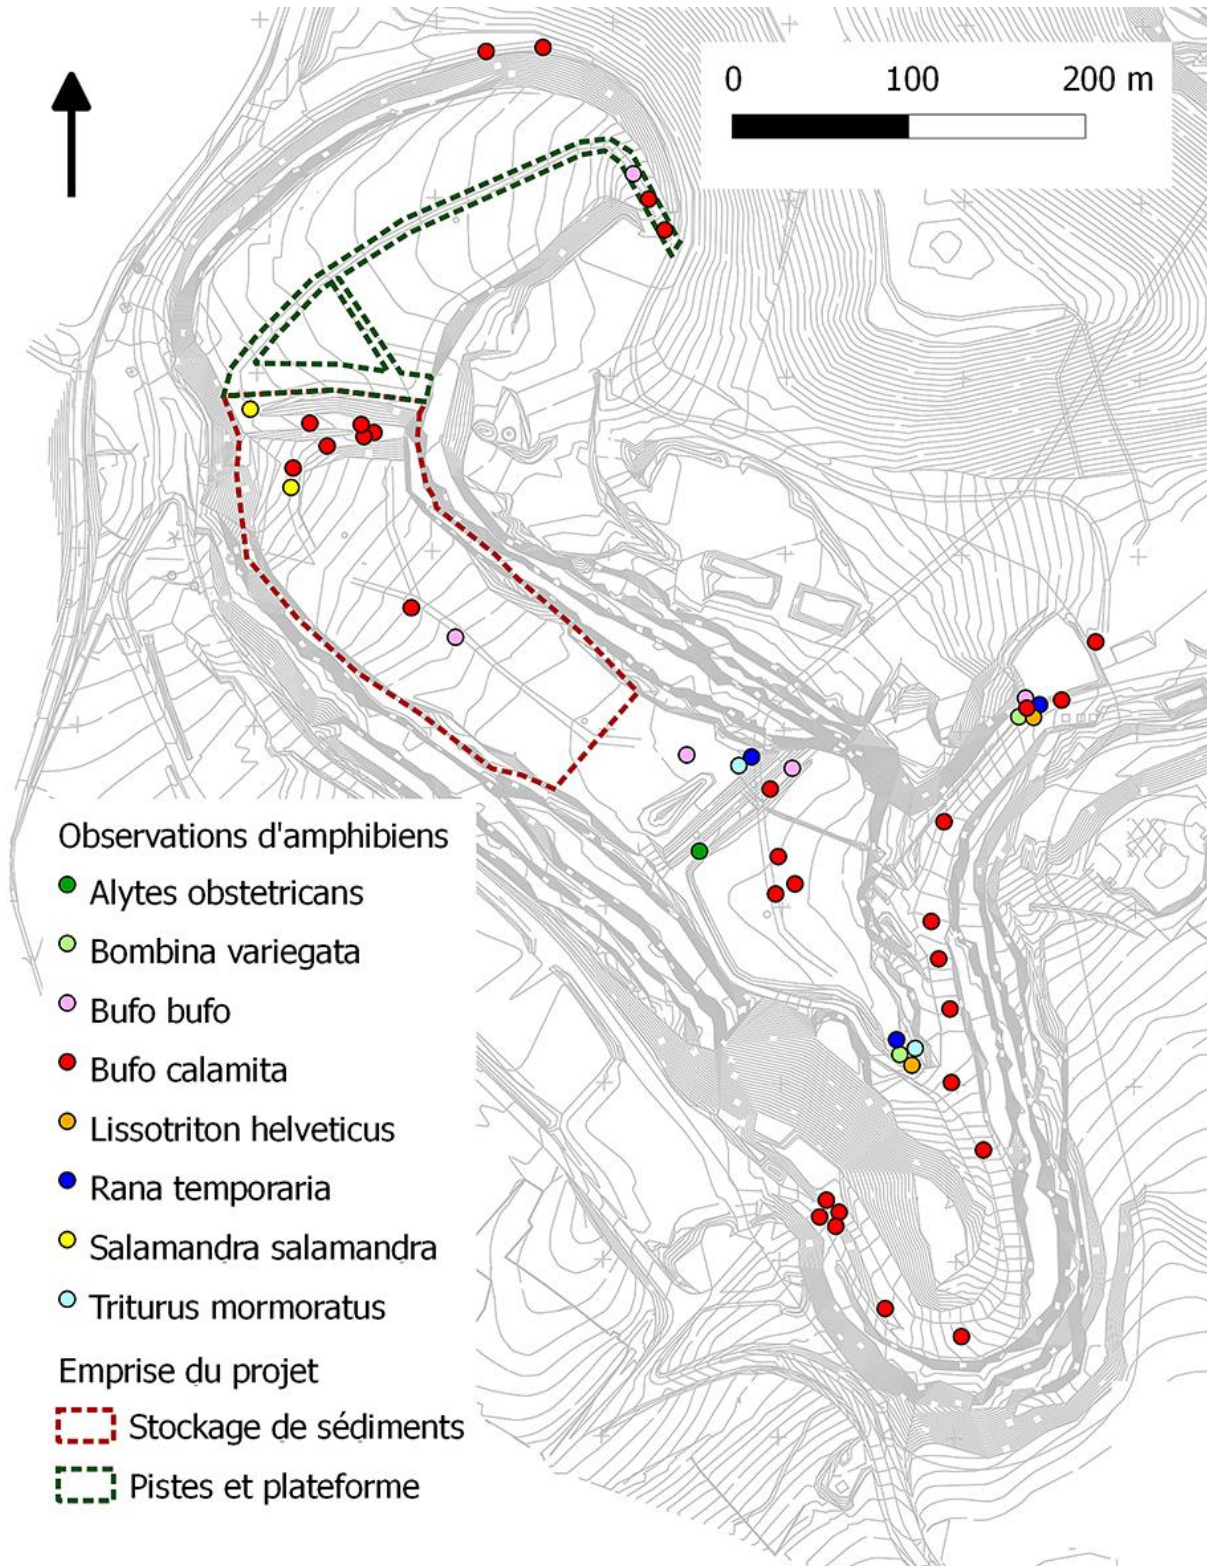 0 100 200 m
Observations d'amphibiens
Alytes obstetricans
Bombina variegata
Bufo bufo
Bufo calamita
Lissotriton helveticus
Rana temporaria
Salamandra salamandra
Triturus mormoratus
Emprise du projet
Stockage de sédiments
Pistes et plateforme